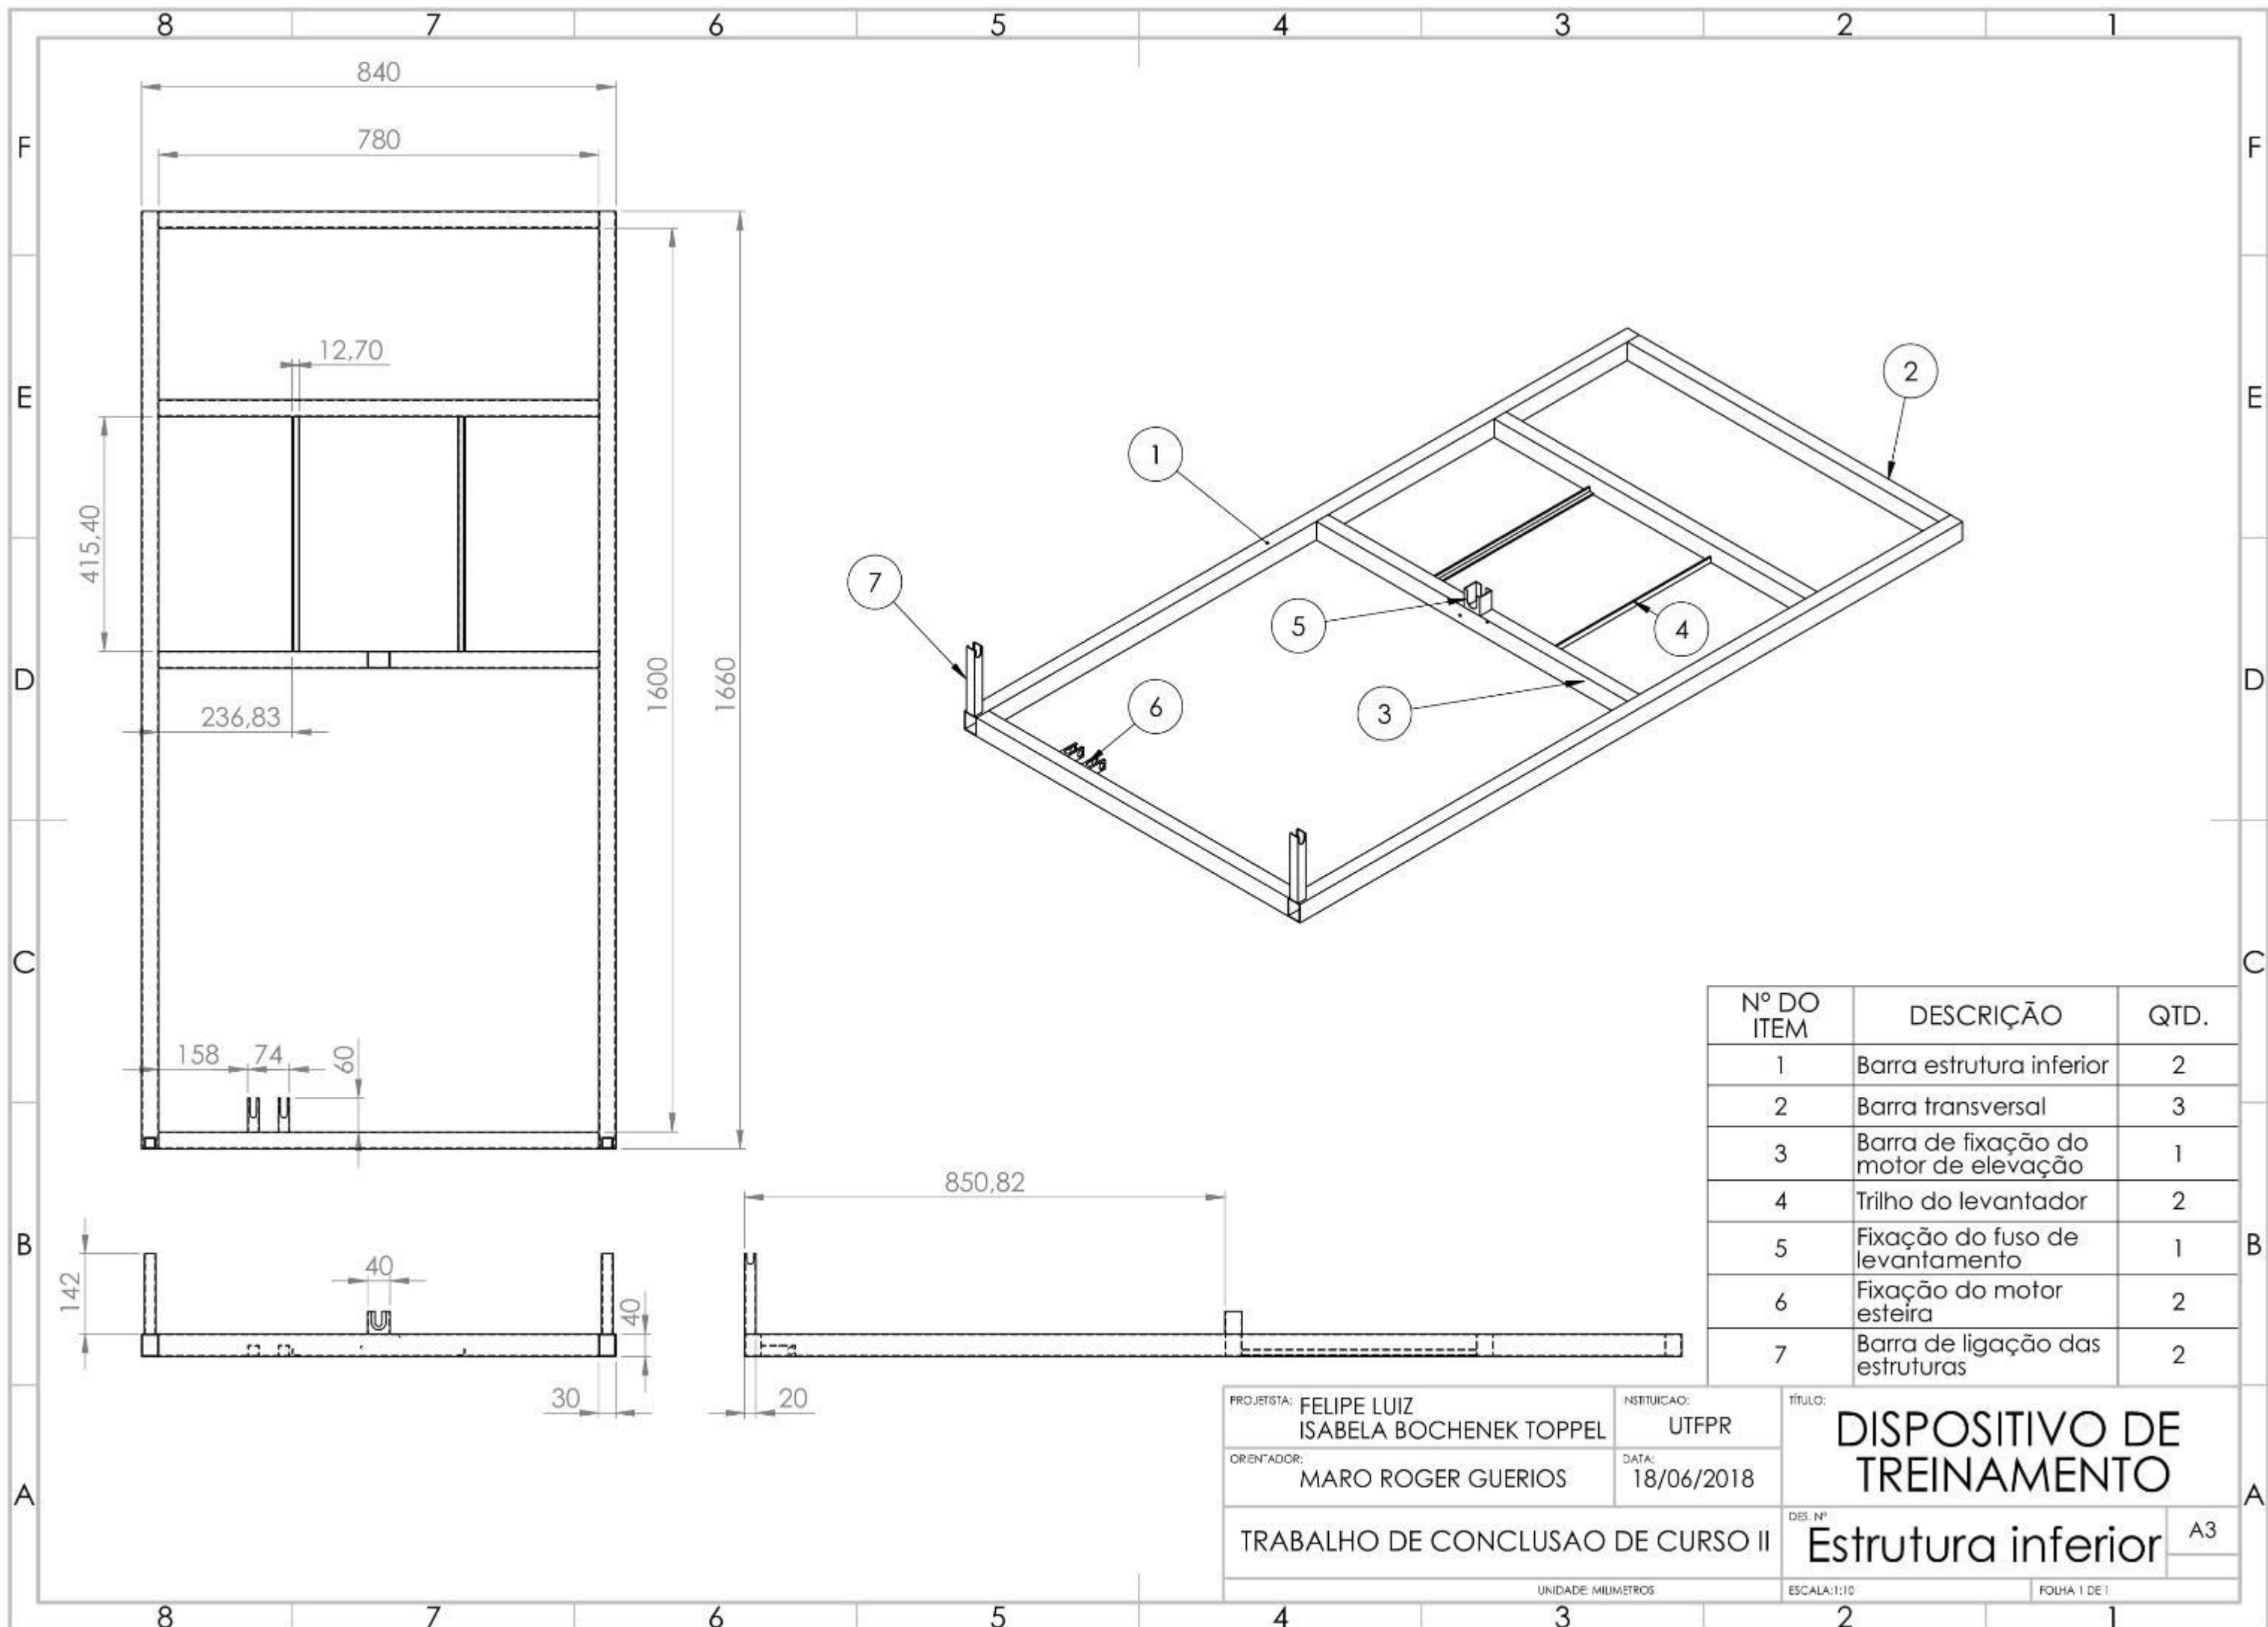 8 7 6 5 4 3 2 1
F
F
E
E
D
D
C
C
B
B
A
A
840
780
12,70
415,40
236,83
1600
1660
158
74
60
1
2
3
4
5
6
7
850,82
142
40
40
30
20
Nº DO
ITEM
DESCRIÇÃO
QTD.
1
Barra estrutura inferior
2
2
Barra transversal
3
3
Barra de fixação do
motor de elevação
1
4
Trilho do levantador
2
5
Fixação do fuso de
levantamento
1
6
Fixação do motor
esteira
2
7
Barra de ligação das
estruturas
2
PROJETISTA: FELIPE LUIZ
ISABELA BOCHENEK TOPPEL
INSTITUICAO:
UTFPR
TÍTULO:
DISPOSITIVO DE
TREINAMENTO
ORIENTADOR:
MARO ROGER GUERIOS
DATA:
18/06/2018
TRABALHO DE CONCLUSAO DE CURSO II
DES. Nº
Estrutura inferior
A3
UNIDADE: MILIMETROS
ESCALA:1:10
FOLHA 1 DE 1
8 7 6 5 4 3 2 1